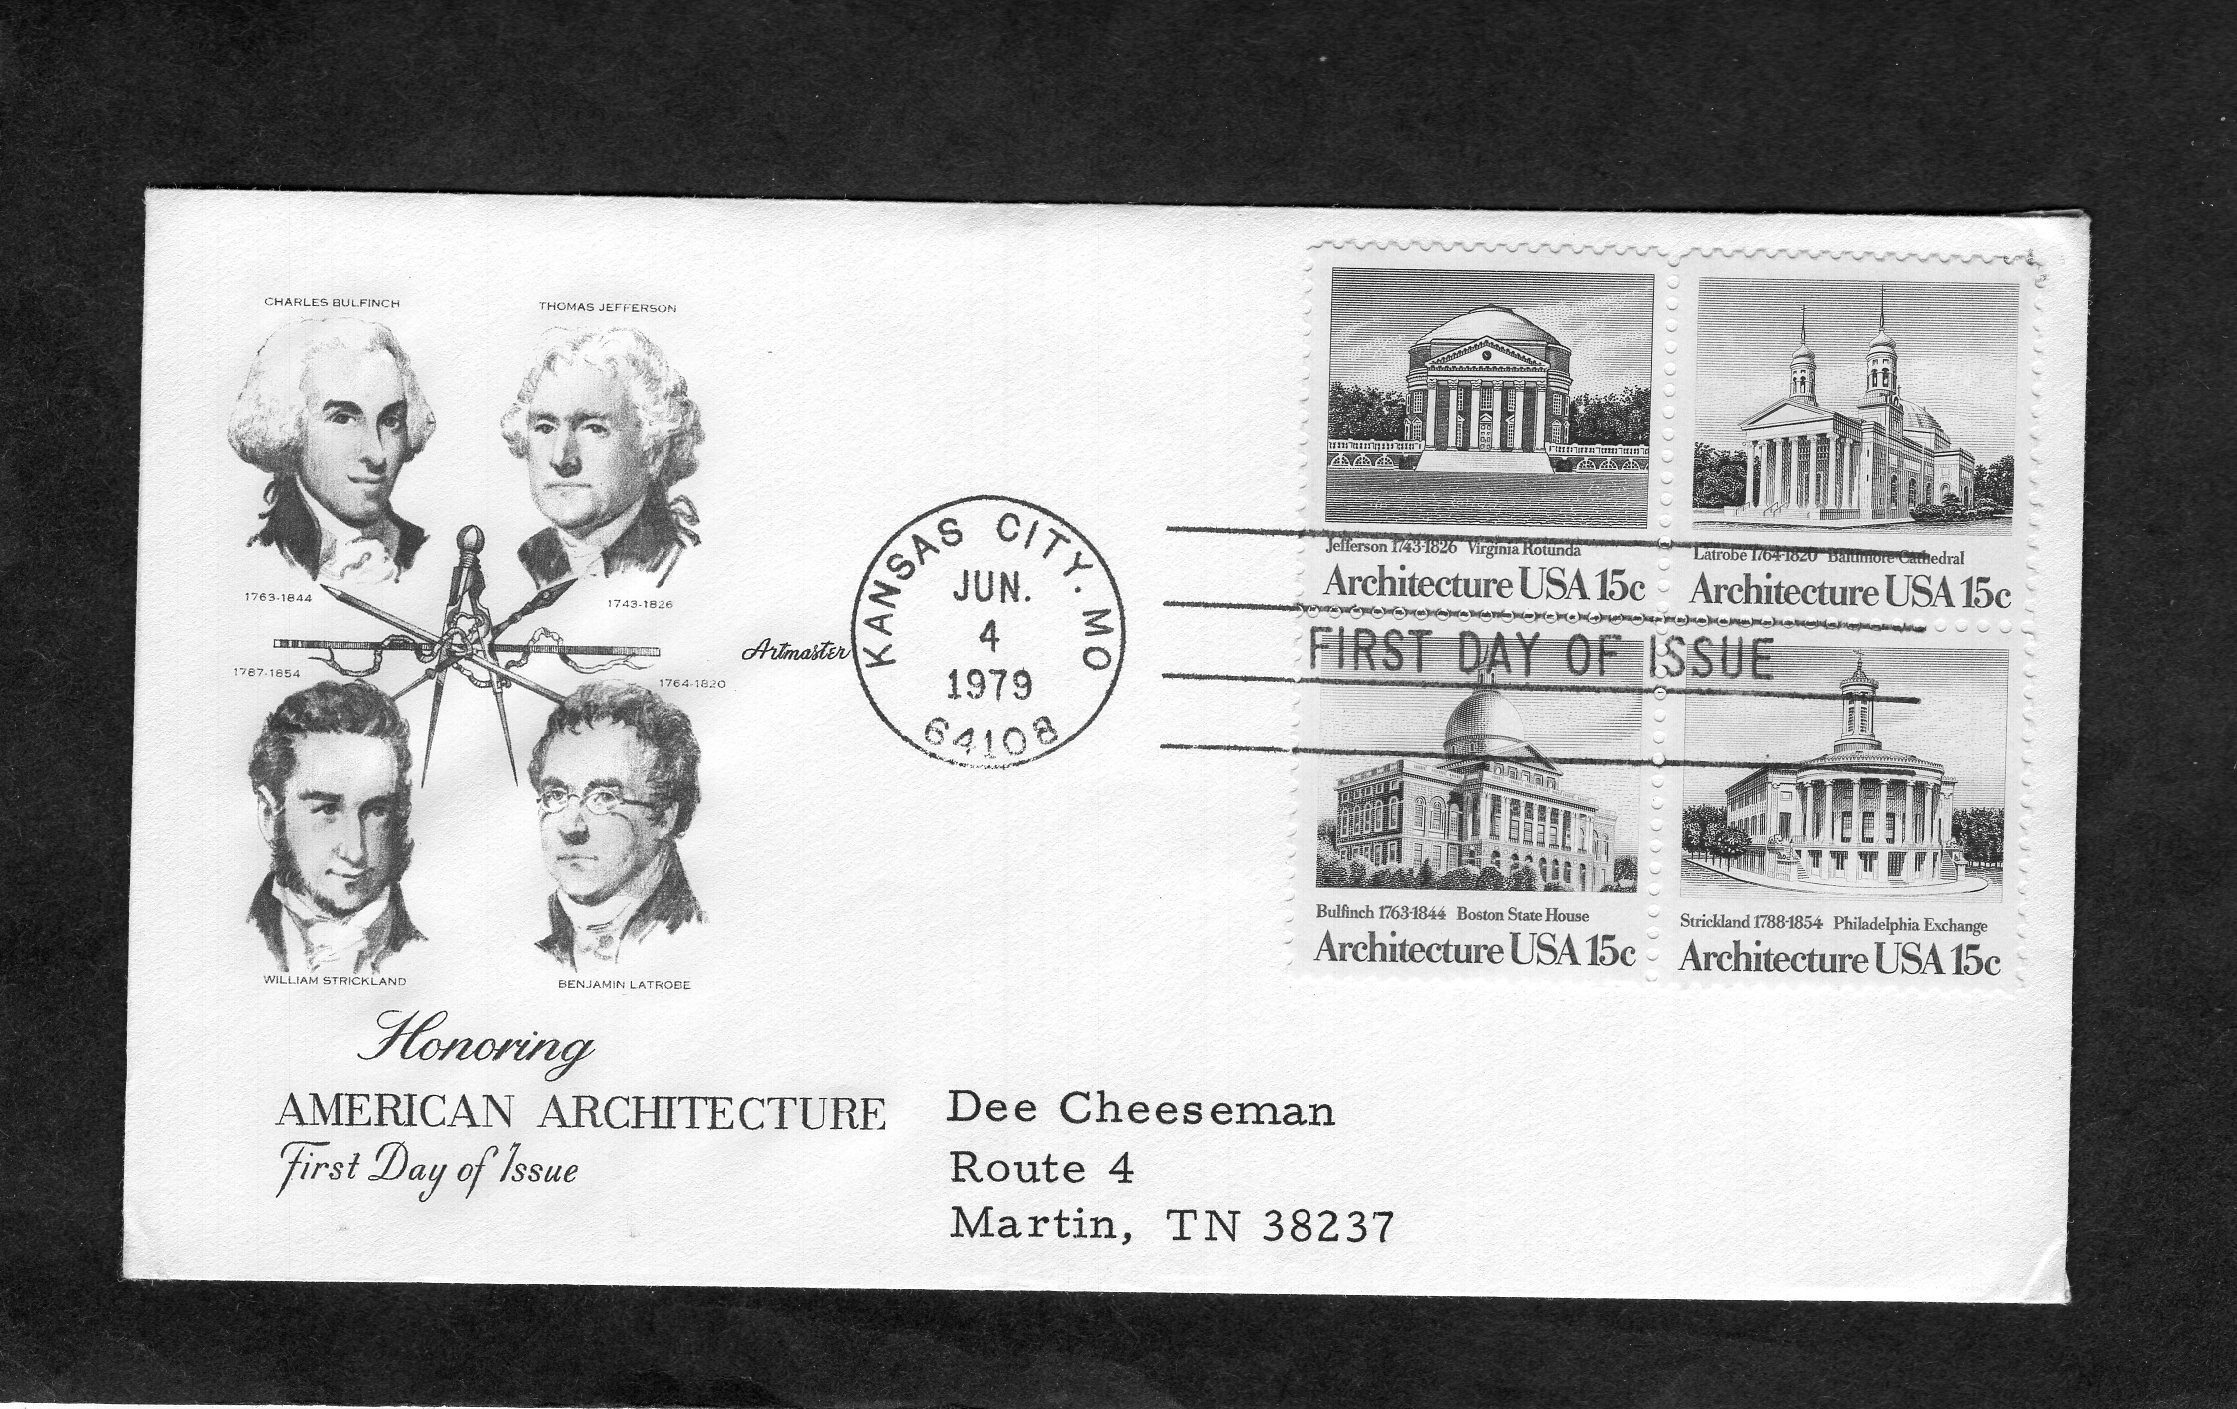 CHARLES BULFINCH
THOMAS JEFFERSON
1763-1844
1743-1826
1787-1854
1764-1820
WILLIAM STRICKLAND
BENJAMIN LATROBE
Artmaster
Honoring
AMERICAN ARCHITECTURE
First Day of Issue
KANSAS CITY. MO
JUN.
4
1979
64108
FIRST DAY OF ISSUE
Jefferson 1743-1826 Virginia Rotunda
Architecture USA 15c
Latrobe 1764-1820 Baltimore Cathedral
Architecture USA 15c
Bulfinch 1763-1844 Boston State House
Architecture USA 15c
Strickland 1788-1854 Philadelphia Exchange
Architecture USA 15c
Dee Cheeseman
Route 4
Martin, TN 38237